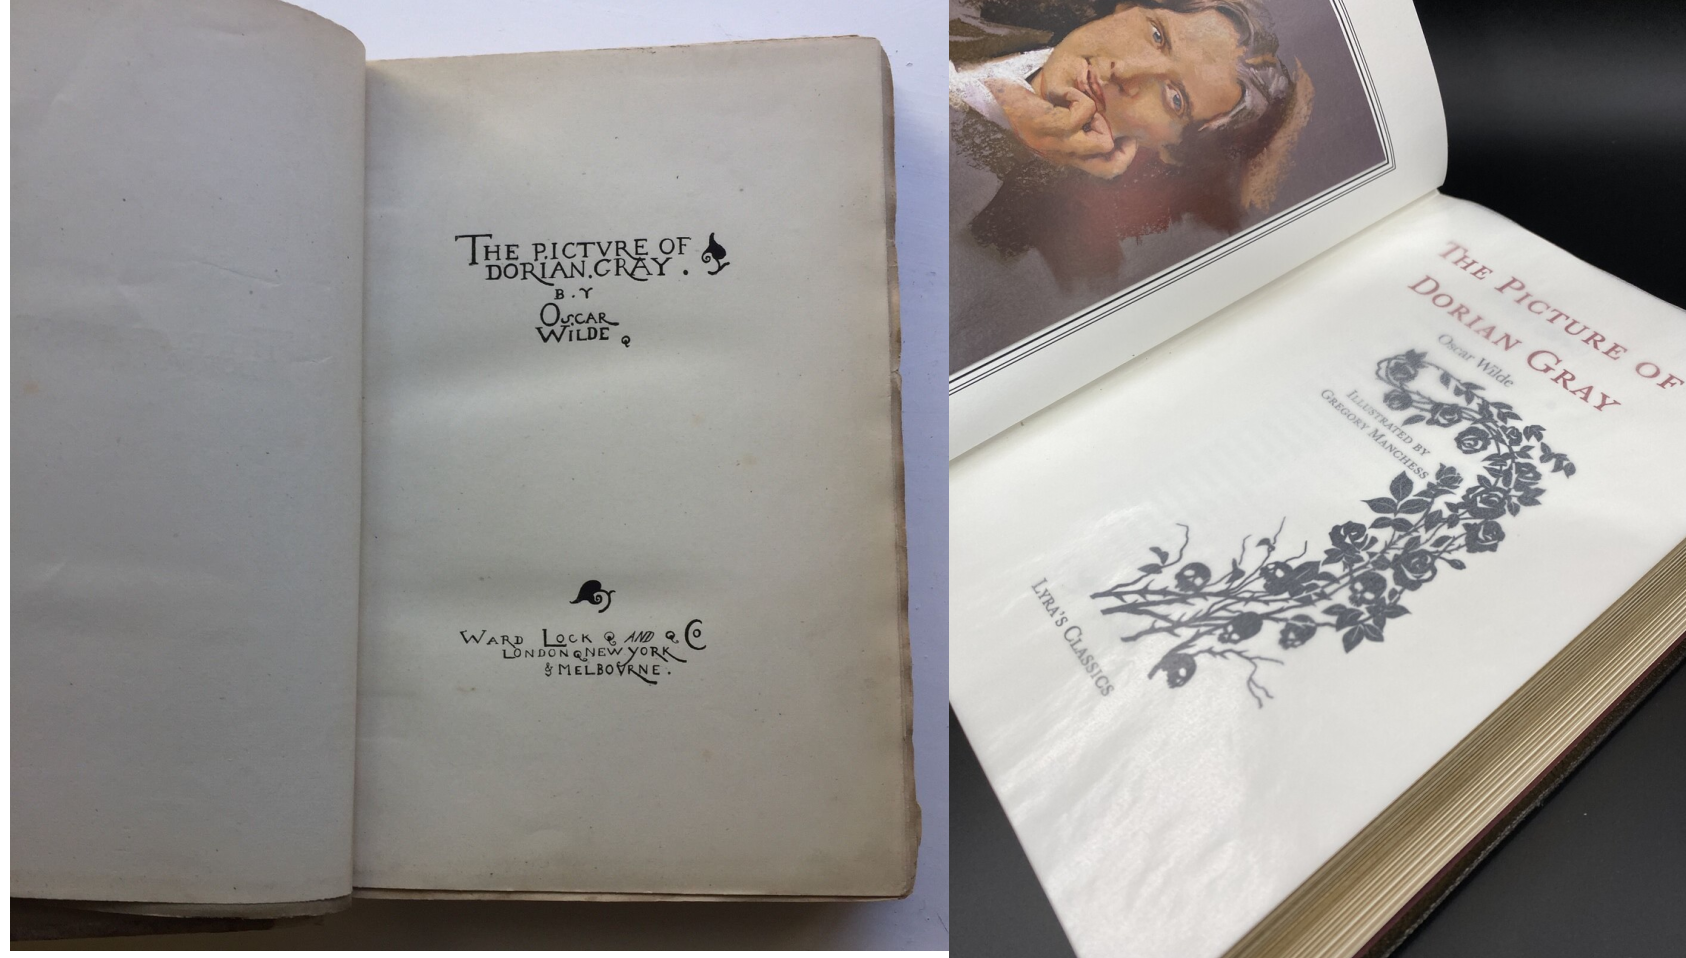 THE PICTVRE OF
DORIAN.GRAY.
B.Y
OSCAR
WILDE
WARD LOCK AND CO
LONDON NEW YORK
& MELBOVRNE.
THE PICTURE OF
DORIAN GRAY
Oscar Wilde
ILLUSTRATED BY
GREGORY MANCHESS
LYRA'S CLASSICS